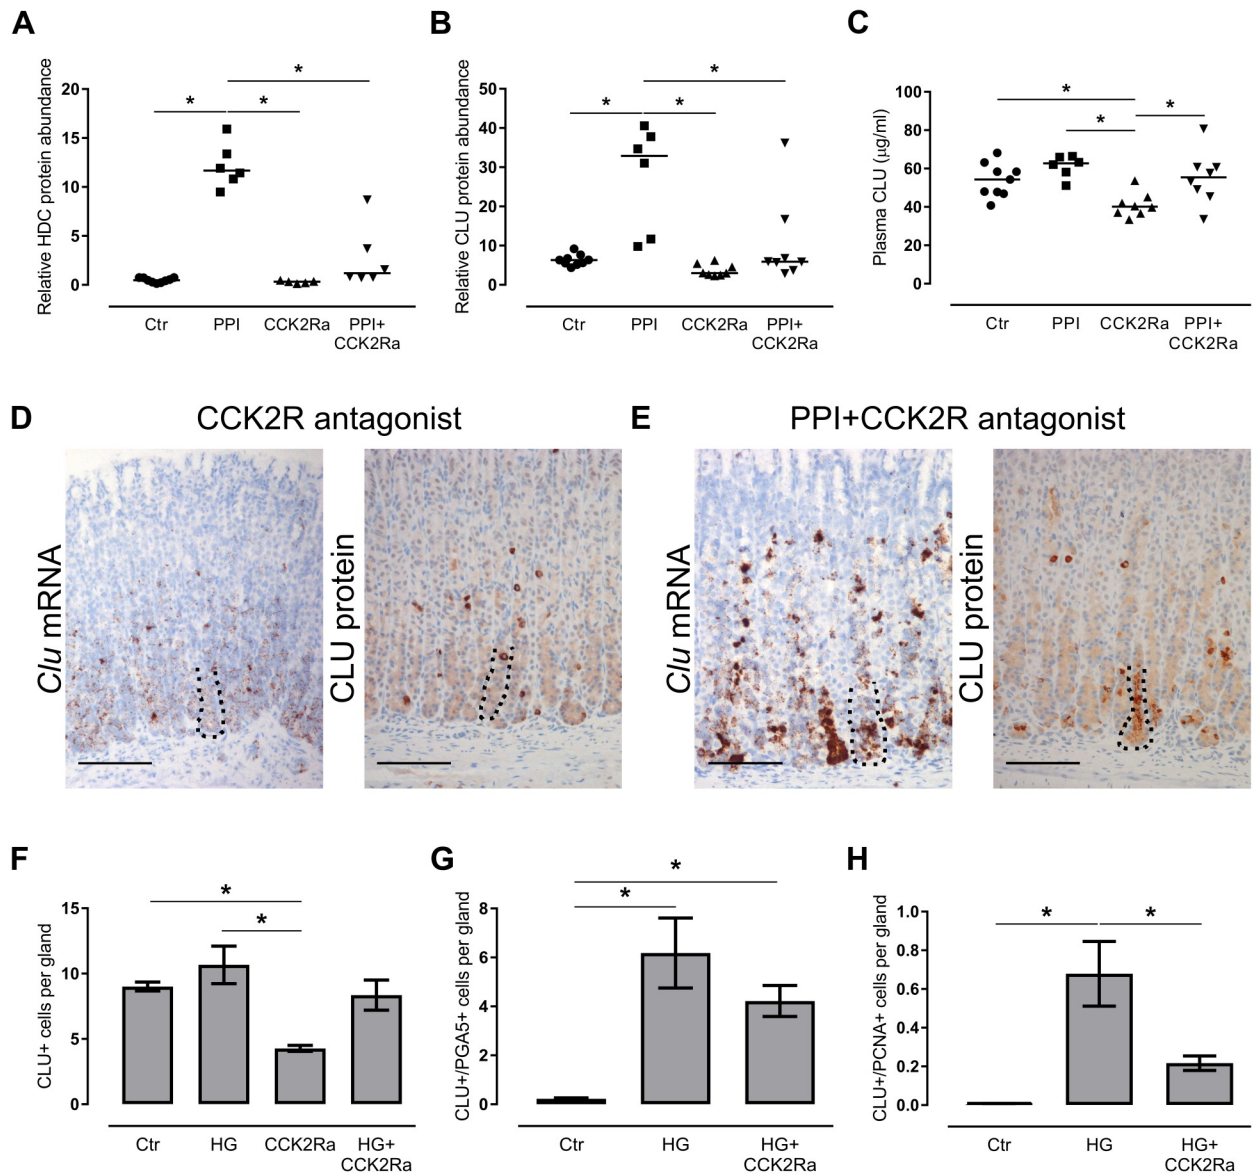 A
Relative HDC protein abundance
20
15
10
5
0
*
*
*
Ctr
PPI
CCK2Ra
PPI+
CCK2Ra
B
Relative CLU protein abundance
50
40
30
20
10
0
*
*
*
Ctr
PPI
CCK2Ra
PPI+
CCK2Ra
C
Plasma CLU (µg/ml)
100
80
60
40
20
0
*
*
*
Ctr
PPI
CCK2Ra
PPI+
CCK2Ra
D
CCK2R antagonist
Clu mRNA
CLU protein
E
PPI+CCK2R antagonist
Clu mRNA
CLU protein
F
CLU+ cells per gland
15
10
5
0
*
*
Ctr
HG
CCK2Ra
HG+
CCK2Ra
G
CLU+/PGA5+ cells per gland
8
6
4
2
0
*
*
Ctr
HG
HG+
CCK2Ra
H
CLU+/PCNA+ cells per gland
1.0
0.8
0.6
0.4
0.2
0.0
*
*
Ctr
HG
HG+
CCK2Ra